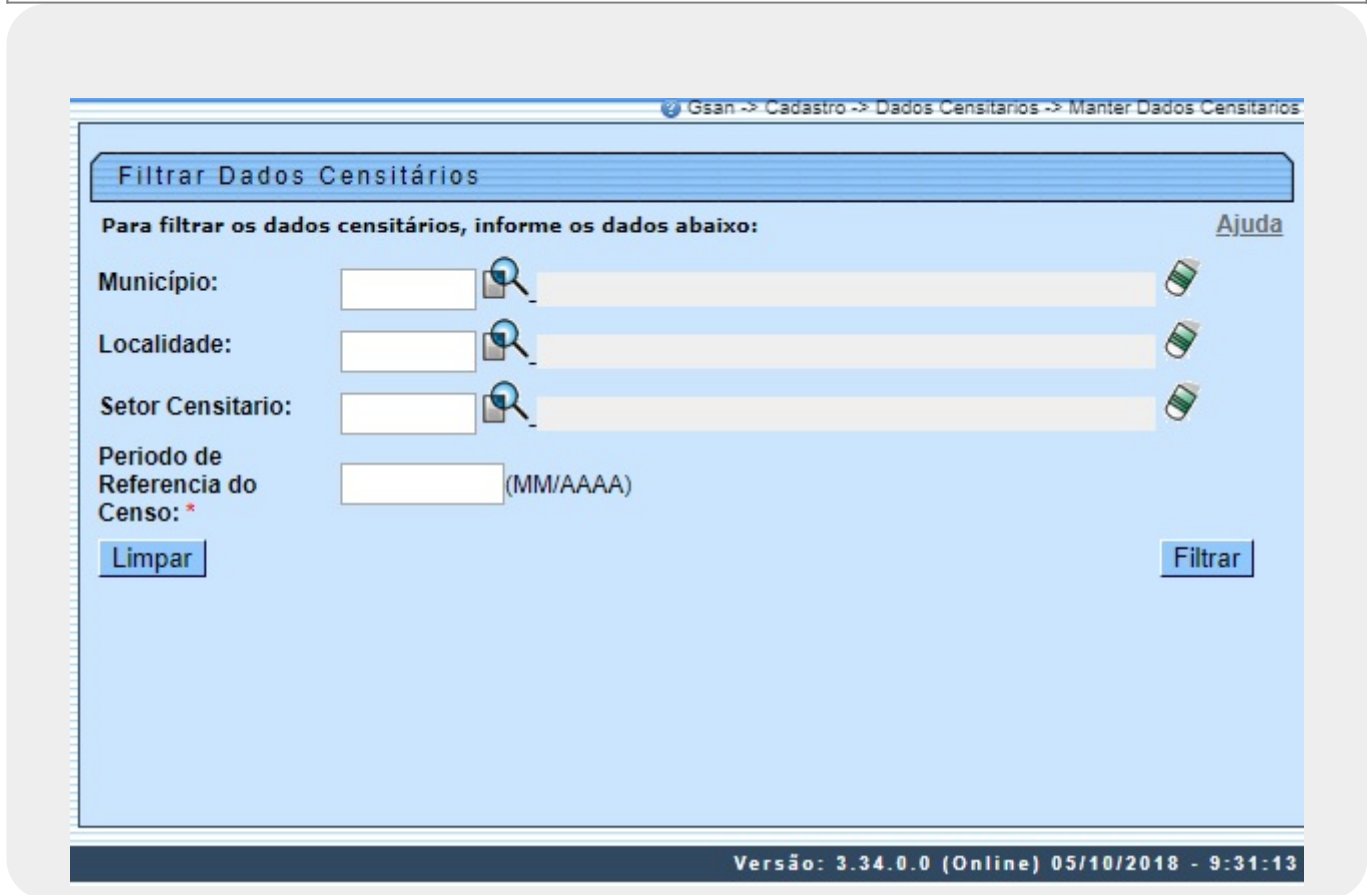 Gsan -> Cadastro -> Dados Censitarios -> Manter Dados Censitarios
Filtrar Dados Censitários
Para filtrar os dados censitários, informe os dados abaixo:
Ajuda
Município:
Localidade:
Setor Censitario:
Periodo de
Referencia do
Censo: *
(MM/AAAA)
Limpar
Filtrar
Versão: 3.34.0.0 (Online) 05/10/2018 - 9:31:13